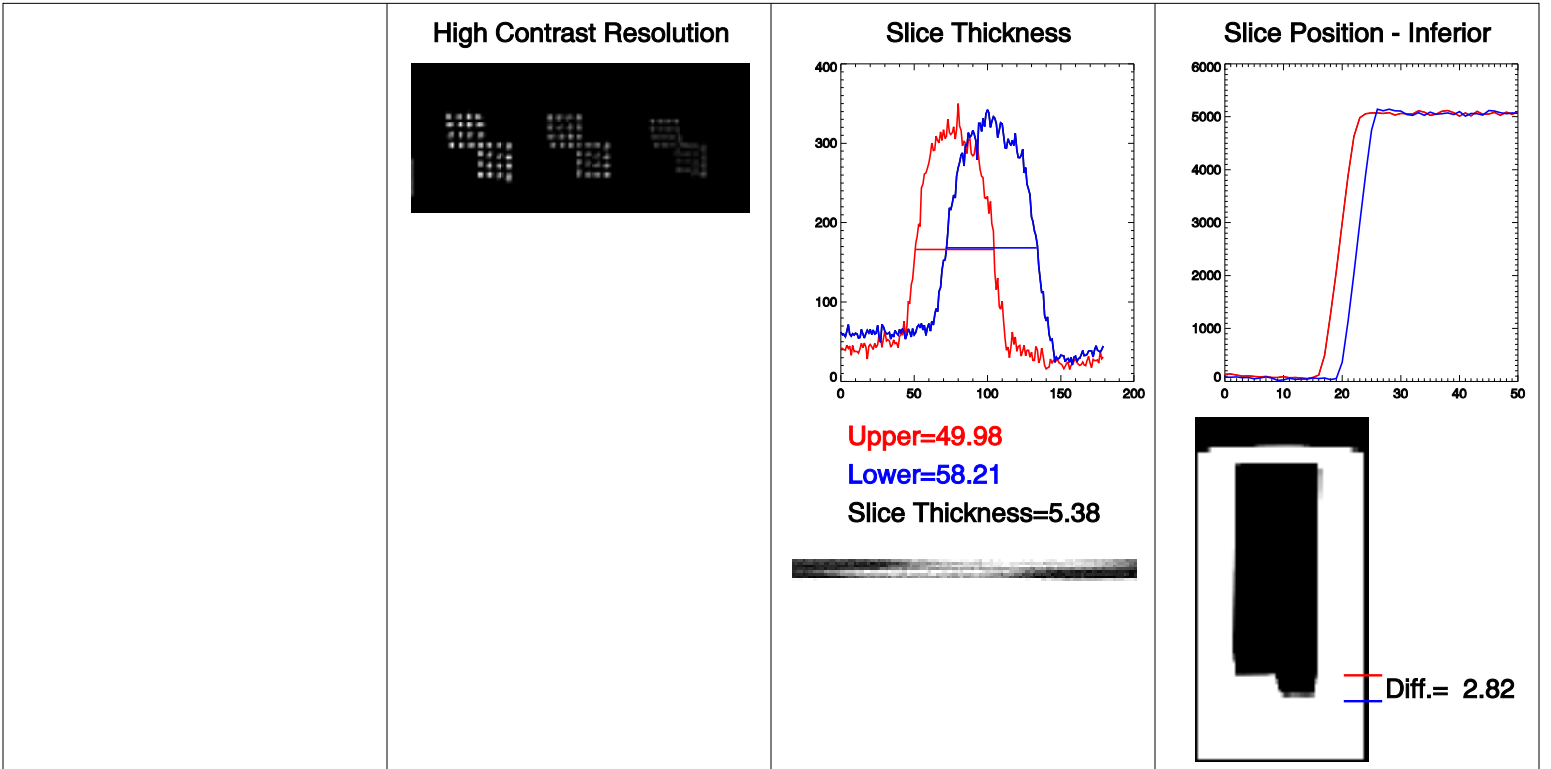 High Contrast Resolution
Slice Thickness
400
300
200
100
0
0 50 100 150 200
Upper=49.98
Lower=58.21
Slice Thickness=5.38
Slice Position - Inferior
6000
5000
4000
3000
2000
1000
0
0 10 20 30 40 50
Diff.= 2.82